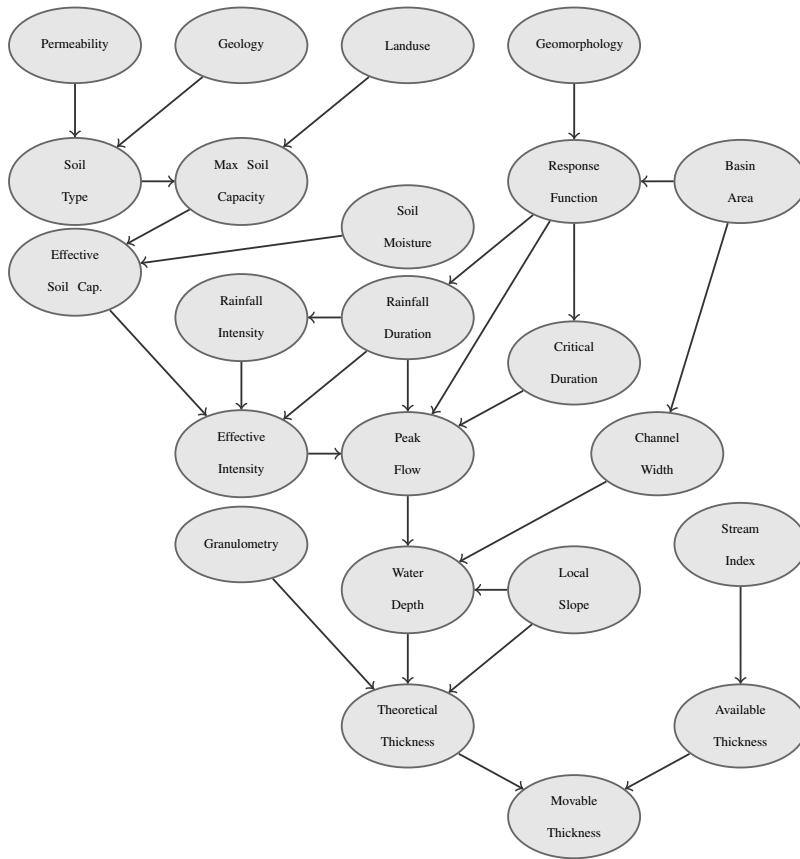 Permeability
Geology
Landuse
Geomorphology
Soil
Type
Max Soil
Capacity
Response
Function
Basin
Area
Soil
Moisture
Effective
Soil Cap.
Rainfall
Intensity
Rainfall
Duration
Critical
Duration
Effective
Intensity
Peak
Flow
Channel
Width
Granulometry
Stream
Index
Water
Depth
Local
Slope
Theoretical
Thickness
Available
Thickness
Movable
Thickness